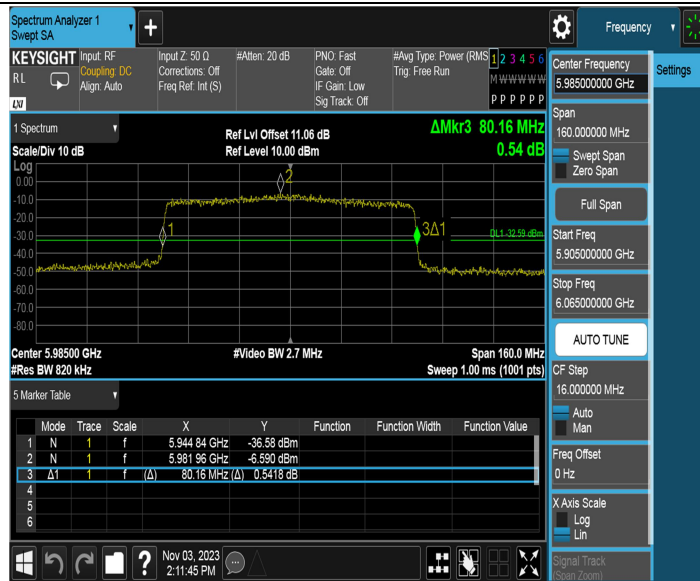 Spectrum Analyzer 1
Swept SA
+
Frequency
KEYSIGHT
RL
LXI
Input: RF
Coupling: DC
Align: Auto
Input Z: 50 Ω
Corrections: Off
Freq Ref: Int (S)
#Atten: 20 dB
PNO: Fast
Gate: Off
IF Gain: Low
Sig Track: Off
#Avg Type: Power (RMS
Trig: Free Run
1 2 3 4 5 6
M W W W W W
P P P P P P
1 Spectrum
Scale/Div 10 dB
Ref Lvl Offset 11.06 dB
Ref Level 10.00 dBm
ΔMkr3 80.16 MHz
0.54 dB
Log
0.00
-10.0
-20.0
-30.0
-40.0
-50.0
-60.0
-70.0
-80.0
1
2
3Δ1
DL1 -32.59 dBm
Center 5.98500 GHz
#Video BW 2.7 MHz
Span 160.0 MHz
#Res BW 820 kHz
Sweep 1.00 ms (1001 pts)
5 Marker Table
Mode Trace Scale X Y Function Function Width Function Value
1 N 1 f 5.944 84 GHz -36.58 dBm
2 N 1 f 5.981 96 GHz -6.590 dBm
3 Δ1 1 f (Δ) 80.16 MHz (Δ) 0.5418 dB
4
5
6
Nov 03, 2023
2:11:45 PM
?
Settings
Center Frequency
5.985000000 GHz
Span
160.000000 MHz
Swept Span
Zero Span
Full Span
Start Freq
5.905000000 GHz
Stop Freq
6.065000000 GHz
AUTO TUNE
CF Step
16.000000 MHz
Auto
Man
Freq Offset
0 Hz
X Axis Scale
Log
Lin
Signal Track
(Span Zoom)